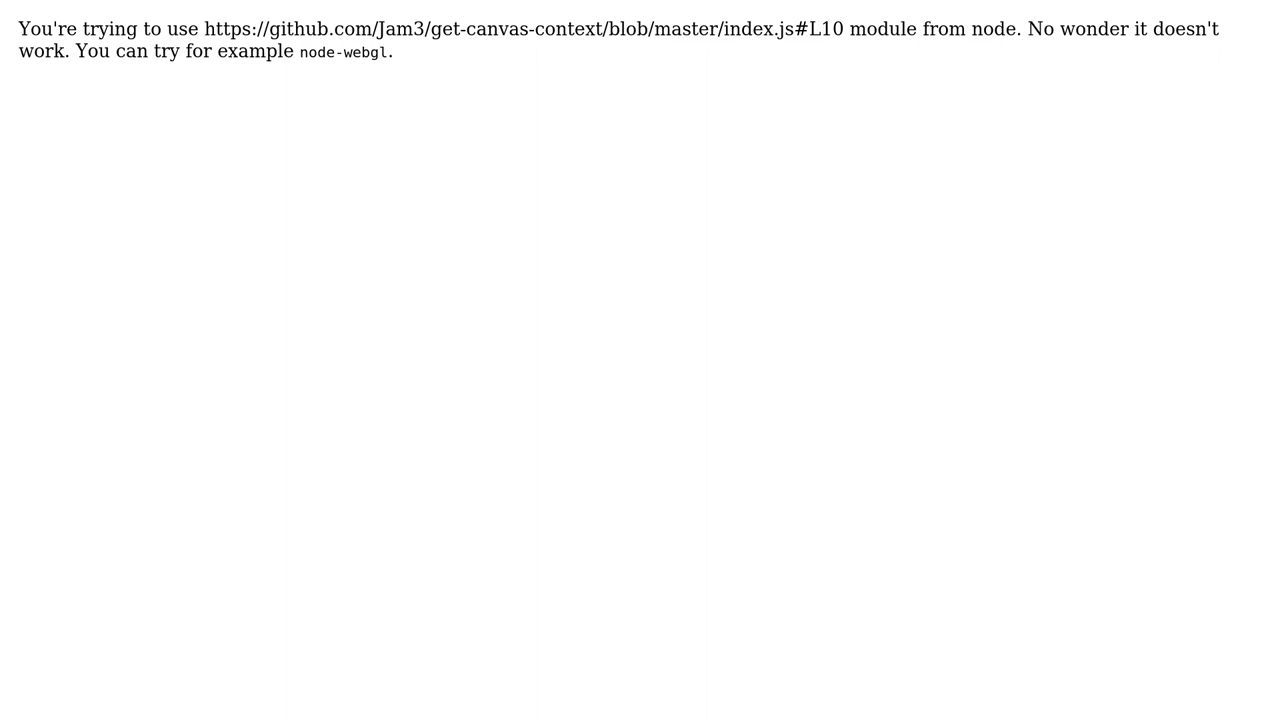 You're trying to use https://github.com/Jam3/get-canvas-context/blob/master/index.js#L10 module from node. No wonder it doesn't
work. You can try for example node-webgl.